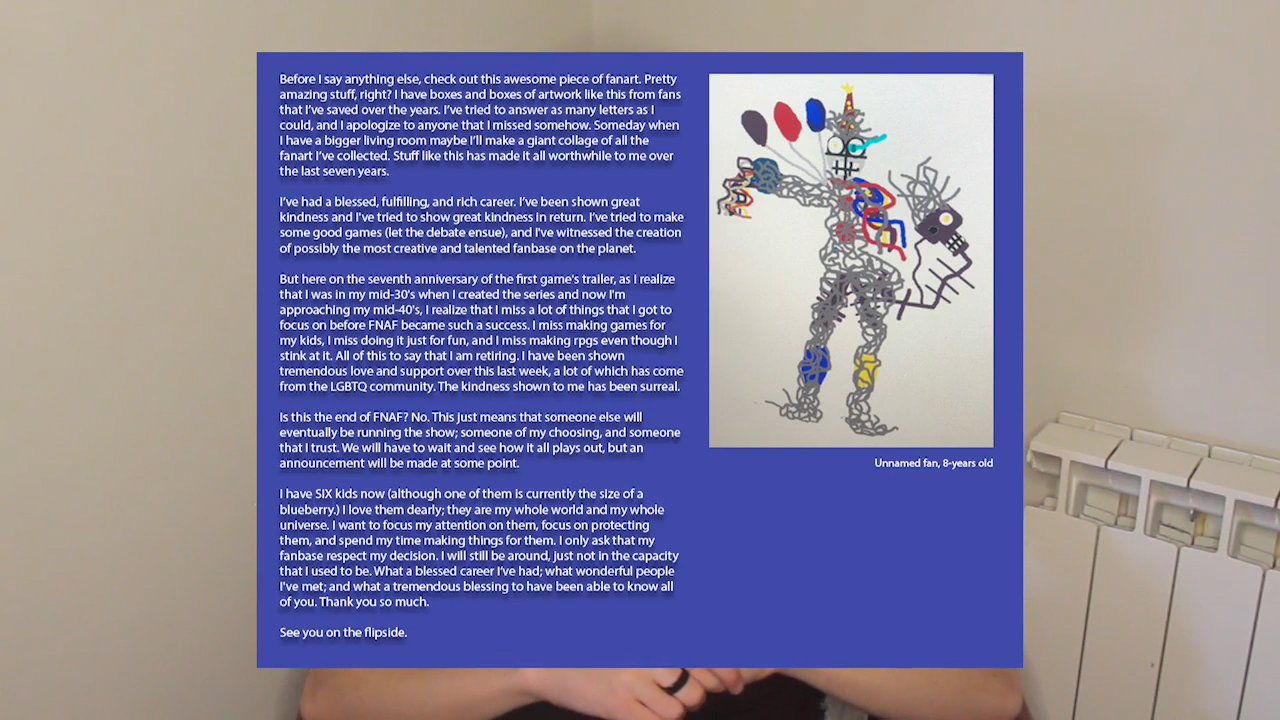 Before I say anything else, check out this awesome piece of fanart. Pretty
amazing stuff, right? I have boxes and boxes of artwork like this from fans
that I've saved over the years. I've tried to answer as many letters as I
could, and I apologize to anyone that I missed somehow. Someday when
I have a bigger living room maybe I'll make a giant collage of all the
fanart I've collected. Stuff like this has made it all worthwhile to me over
the last seven years.
I've had a blessed, fulfilling, and rich career. I've been shown great
kindness and I've tried to show great kindness in return. I've tried to make
some good games (let the debate ensue), and I've witnessed the creation
of possibly the most creative and talented fanbase on the planet.
But here on the seventh anniversary of the first game's trailer, as I realize
that I was in my mid-30's when I created the series and now I'm
approaching my mid-40's, I realize that I miss a lot of things that I got to
focus on before FNAF became such a success. I miss making games for
my kids, I miss doing it just for fun, and I miss making rpgs even though I
stink at it. All of this to say that I am retiring. I have been shown
tremendous love and support over this last week, a lot of which has come
from the LGBTQ community. The kindness shown to me has been surreal.
Is this the end of FNAF? No. This just means that someone else will
eventually be running the show; someone of my choosing, and someone
that I trust. We will have to wait and see how it all plays out, but an
announcement will be made at some point.
I have SIX kids now (although one of them is currently the size of a
blueberry.) I love them dearly; they are my whole world and my whole
universe. I want to focus my attention on them, focus on protecting
them, and spend my time making things for them. I only ask that my
fanbase respect my decision. I will still be around, just not in the capacity
that I used to be. What a blessed career I've had; what wonderful people
I've met; and what a tremendous blessing to have been able to know all
of you. Thank you so much.
See you on the flipside.
Unnamed fan, 8-years old